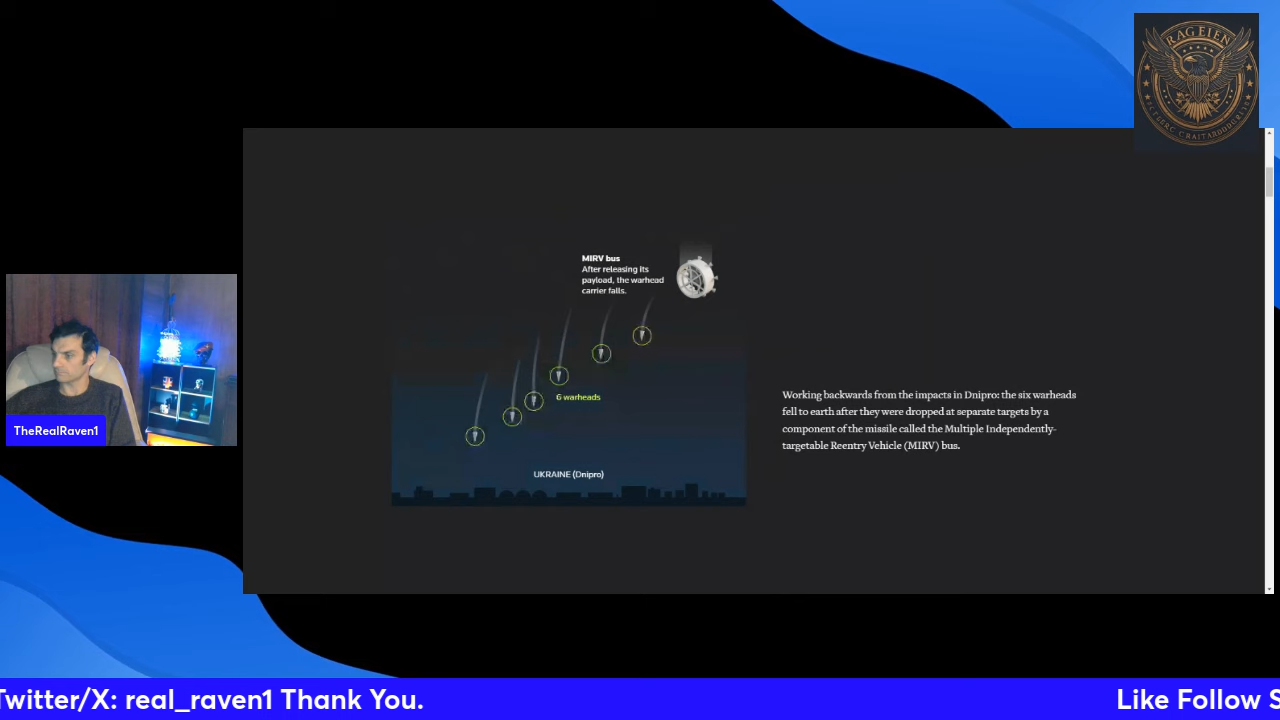 RAGEIEN
MIRV bus
After releasing its
payload, the warhead
carrier falls.
6 warheads
UKRAINE (Dnipro)
Working backwards from the impacts in Dnipro: the six warheads
fell to earth after they were dropped at separate targets by a
component of the missile called the Multiple Independently-
targetable Reentry Vehicle (MIRV) bus.
TheRealRaven1
Twitter/X: real_raven1 Thank You.
Like Follow S